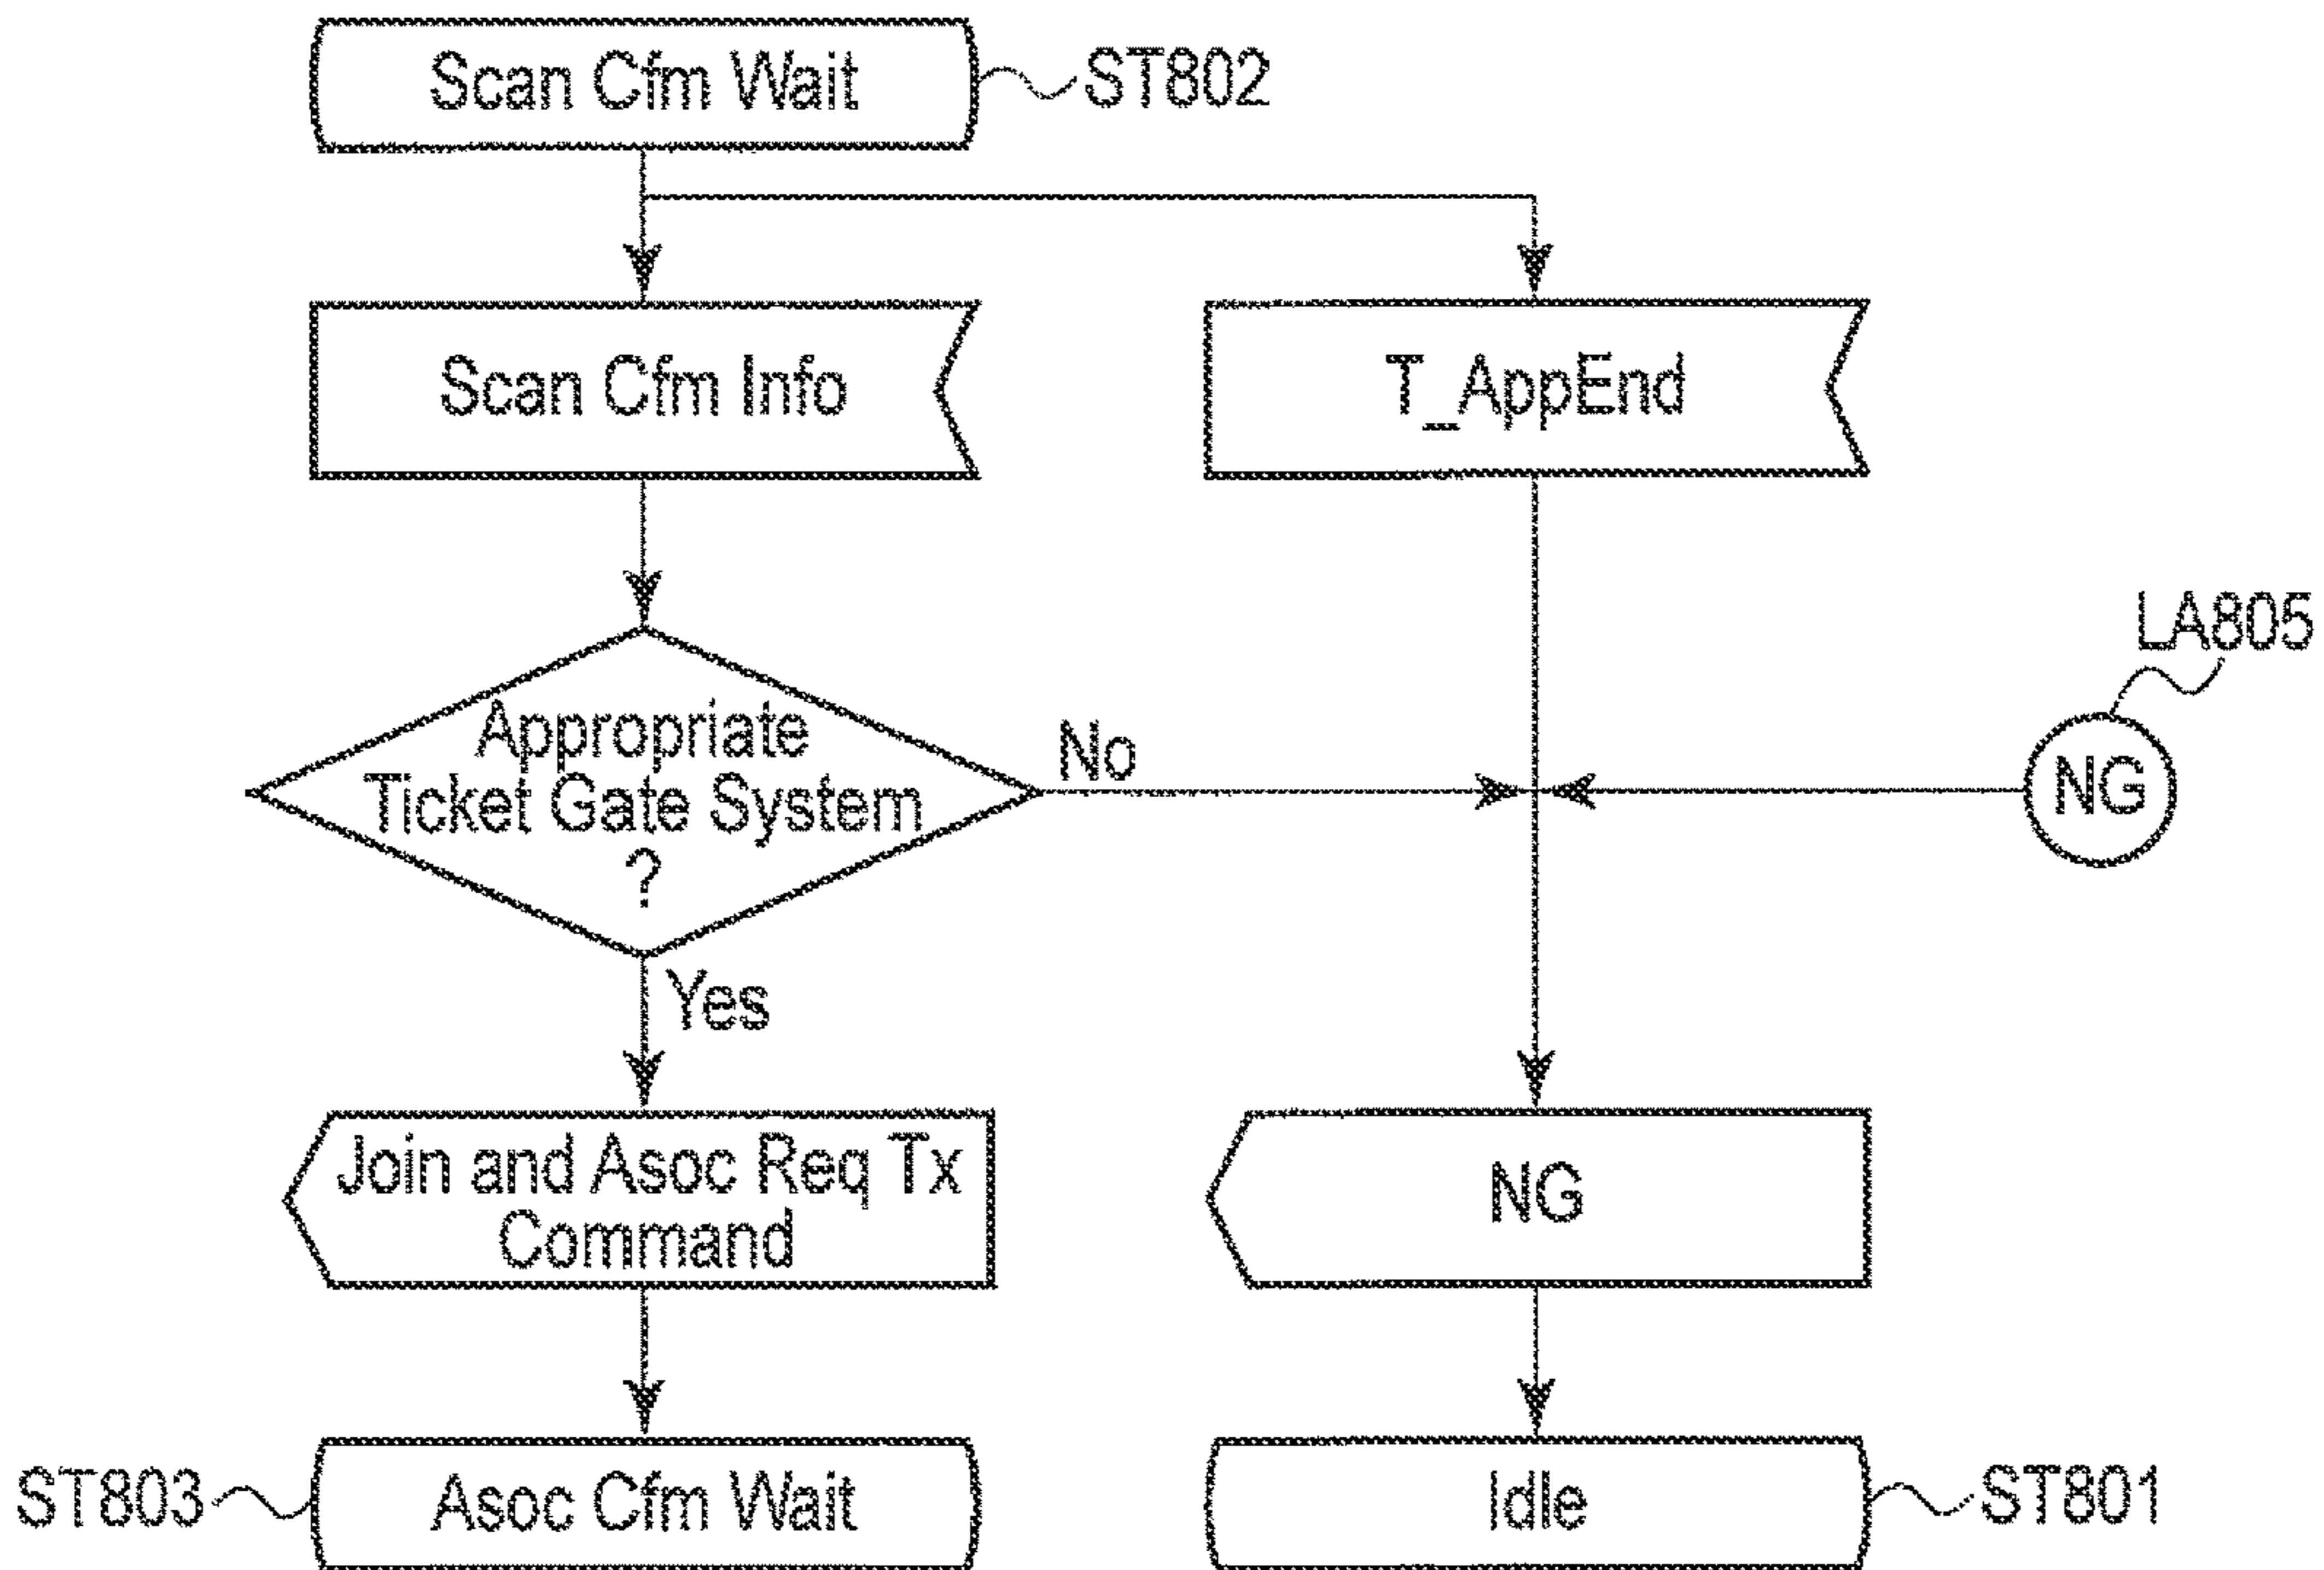 Scan Cfm Wait
ST802
Scan Cfm Info
T_AppEnd
LA805
NG
Appropriate
Ticket Gate System
?
No
Yes
Join and Asoc Req Tx
Command
NG
ST803
Asoc Cfm Wait
Idle
ST801